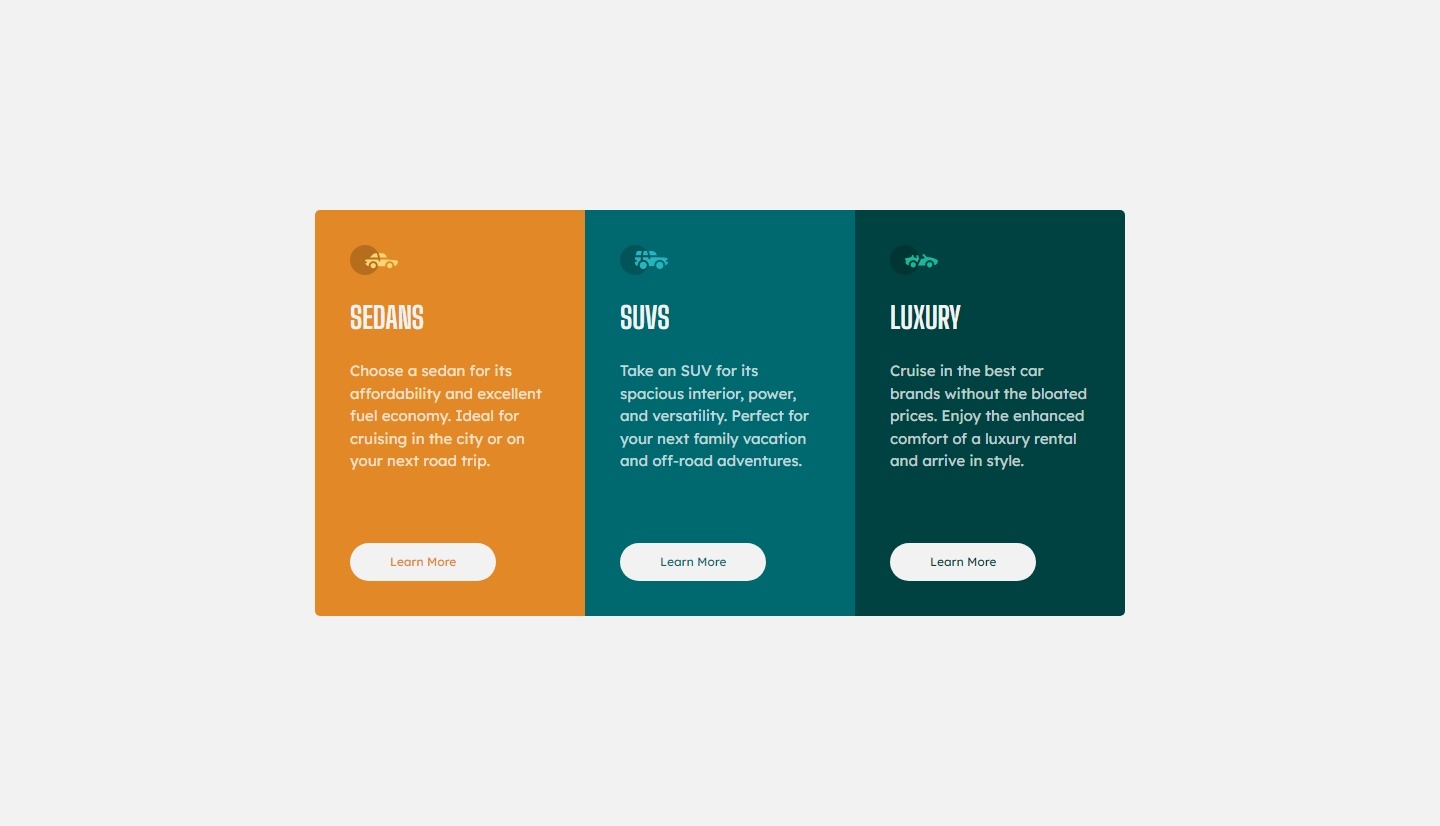 SEDANS
Choose a sedan for its
affordability and excellent
fuel economy. Ideal for
cruising in the city or on
your next road trip.
Learn More
SUVS
Take an SUV for its
spacious interior, power,
and versatility. Perfect for
your next family vacation
and off-road adventures.
Learn More
LUXURY
Cruise in the best car
brands without the bloated
prices. Enjoy the enhanced
comfort of a luxury rental
and arrive in style.
Learn More